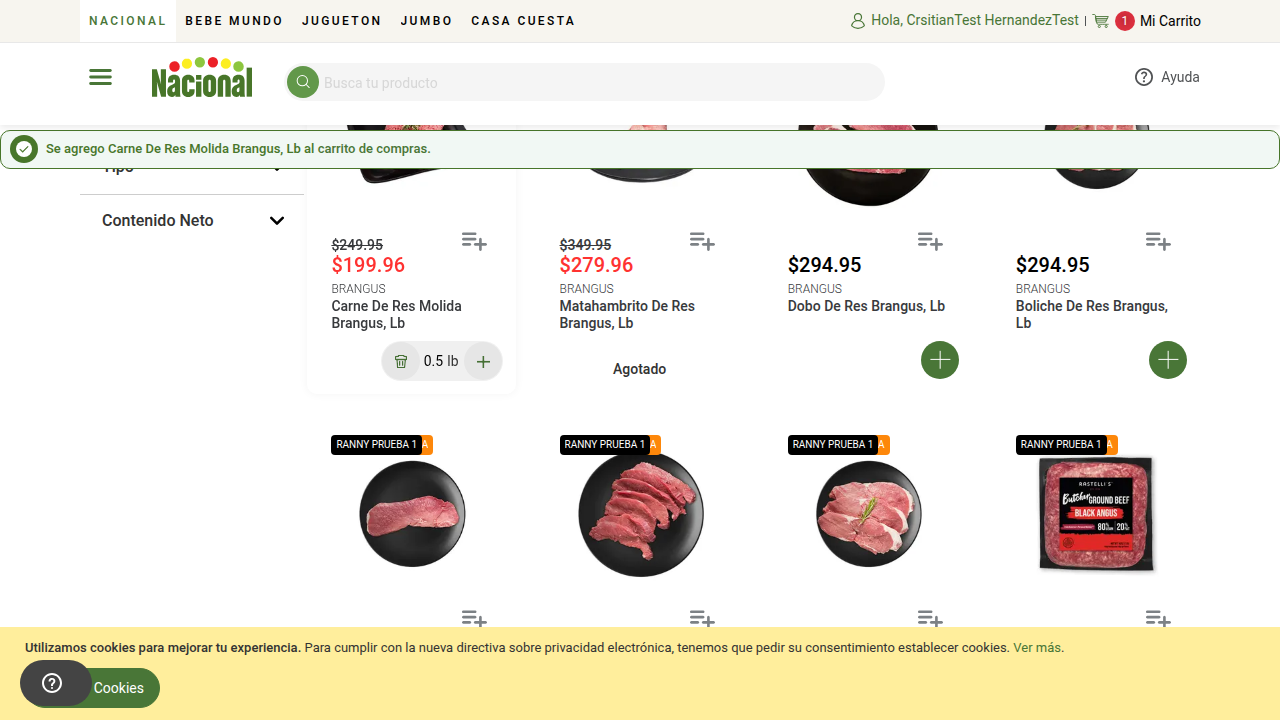 NACIONAL BEBE MUNDO JUGUETON JUMBO CASA CUESTA
Hola, CrsitianTest HernandezTest
1 Mi Carrito
Nacional
Busca tu producto
Ayuda
Se agrego Carne De Res Molida Brangus, Lb al carrito de compras.
Tipo
Contenido Neto
$249.95
$199.96
BRANGUS
Carne De Res Molida
Brangus, Lb
0.5 lb
$349.95
$279.96
BRANGUS
Matahambrito De Res
Brangus, Lb
Agotado
$294.95
BRANGUS
Dobo De Res Brangus, Lb
$294.95
BRANGUS
Boliche De Res Brangus,
Lb
RANNY PRUEBA 1 A
RANNY PRUEBA 1 A
RANNY PRUEBA 1 A
RANNY PRUEBA 1 A
RASTELLI'S
Butcher GROUND BEEF
BLACK ANGUS
80% 20%
Utilizamos cookies para mejorar tu experiencia. Para cumplir con la nueva directiva sobre privacidad electrónica, tenemos que pedir su consentimiento establecer cookies. Ver más.
Cookies